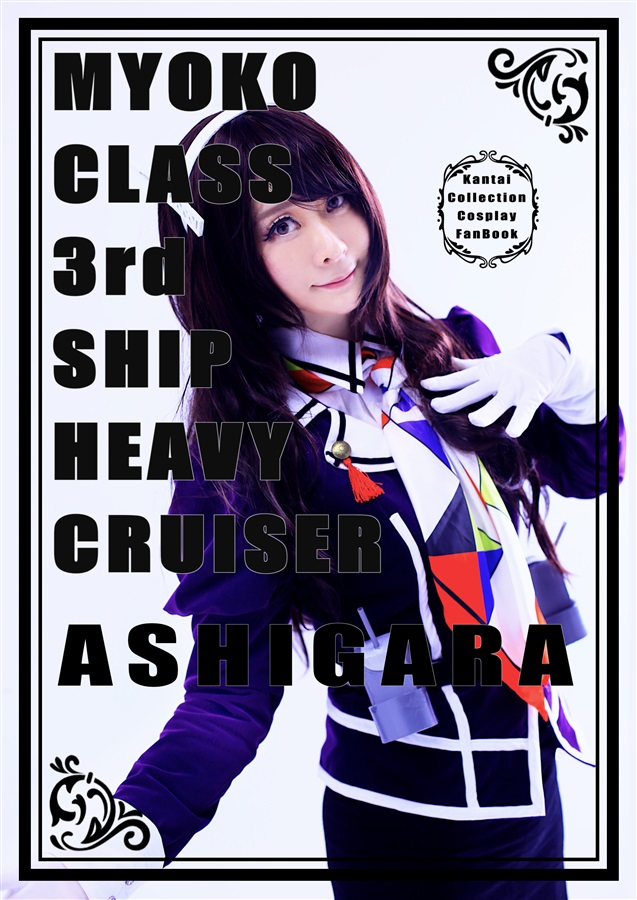 MYOKO
CLASS
3rd
SHIP
HEAVY
CRUISER
ASHIGARA
Kantai
Collection
Cosplay
FanBook